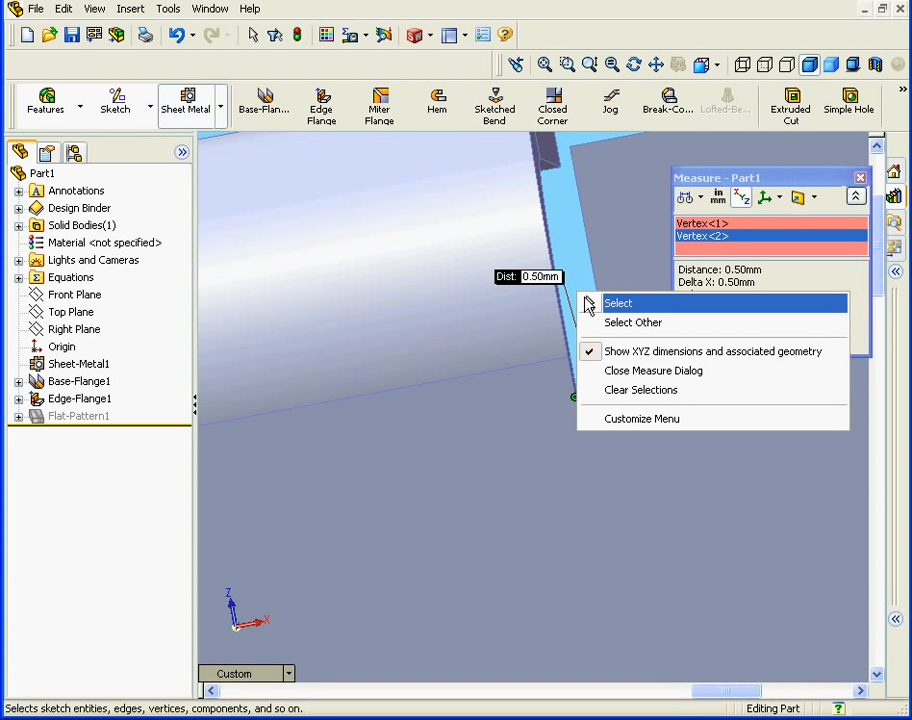 File Edit View Insert Tools Window Help
Features Sketch Sheet Metal Base-Flan... Edge Flange Miter Flange Hem Sketched Bend Closed Corner Jog Break-Co... Lofted-Be... Extruded Cut Simple Hole
Part1
Annotations
Design Binder
Solid Bodies(1)
Material <not specified>
Lights and Cameras
Equations
Front Plane
Top Plane
Right Plane
Origin
Sheet-Metal1
Base-Flange1
Edge-Flange1
Flat-Pattern1
Measure - Part1
in
mm
XYZ
Vertex<1>
Vertex<2>
Distance: 0.50mm
Delta X: 0.50mm
Dist: 0.50mm
Select
Select Other
Show XYZ dimensions and associated geometry
Close Measure Dialog
Clear Selections
Customize Menu
Z
X
Custom
Selects sketch entities, edges, vertices, components, and so on. Editing Part